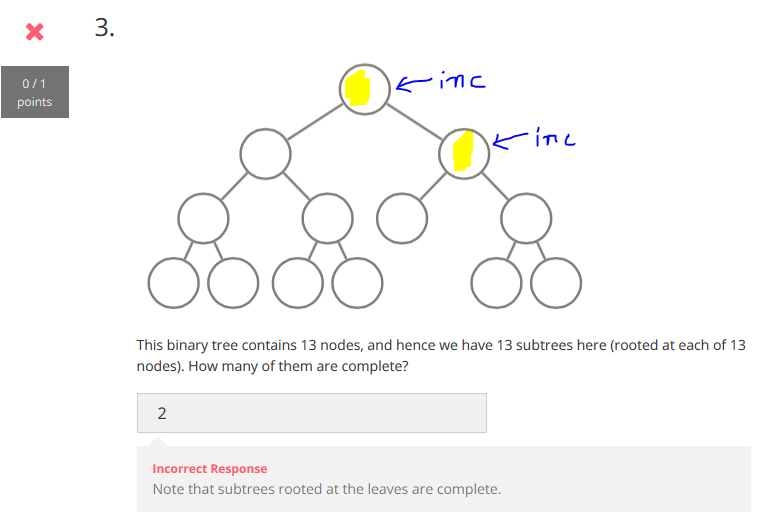 3.
0 / 1
points
inc
inc
This binary tree contains 13 nodes, and hence we have 13 subtrees here (rooted at each of 13
nodes). How many of them are complete?
2
Incorrect Response
Note that subtrees rooted at the leaves are complete.